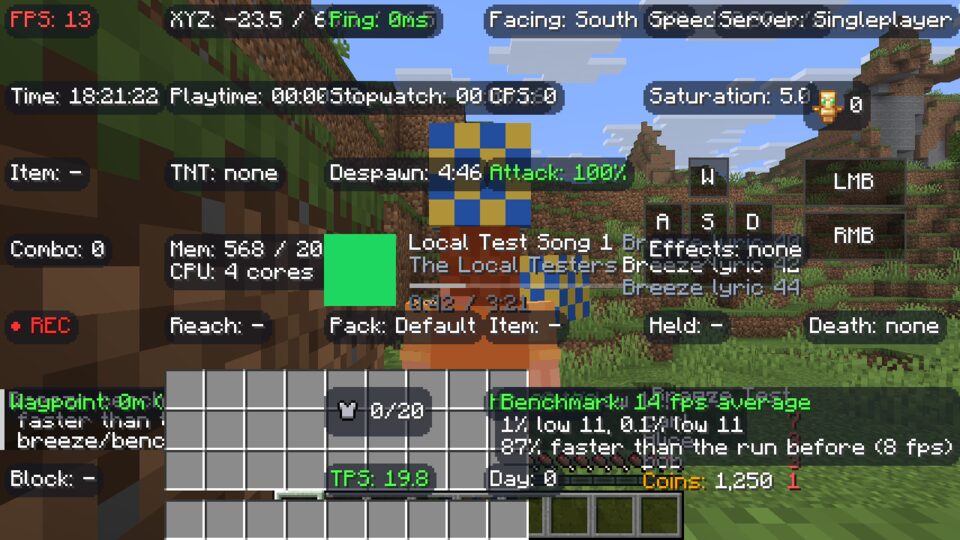 FPS: 13
XYZ: -23.5 / 6
Ping: 0ms
Facing: South
Speed
Server: Singleplayer
Time: 18:21:22
Playtime: 00:00
Stopwatch: 00
CPS: 0
Saturation: 5.0
0
Item: -
TNT: none
Despawn: 4:46
Attack: 100%
W
LMB
A S D
RMB
Combo: 0
Mem: 568 / 20
CPU: 4 cores
Local Test Song 1
The Local Testers
0:42 / 3:21
Effects: none
Breeze lyric 42
Breeze lyric 44
REC
Reach: -
Pack: Default
Item: -
Held: -
Death: none
Waypoint: 0m
faster than
breeze/benc
0/20
Benchmark: 14 fps average
1% low 11, 0.1% low 11
87% faster than the run before (8 fps)
Block: -
TPS: 19.8
Day: 0
Coins: 1,250
1